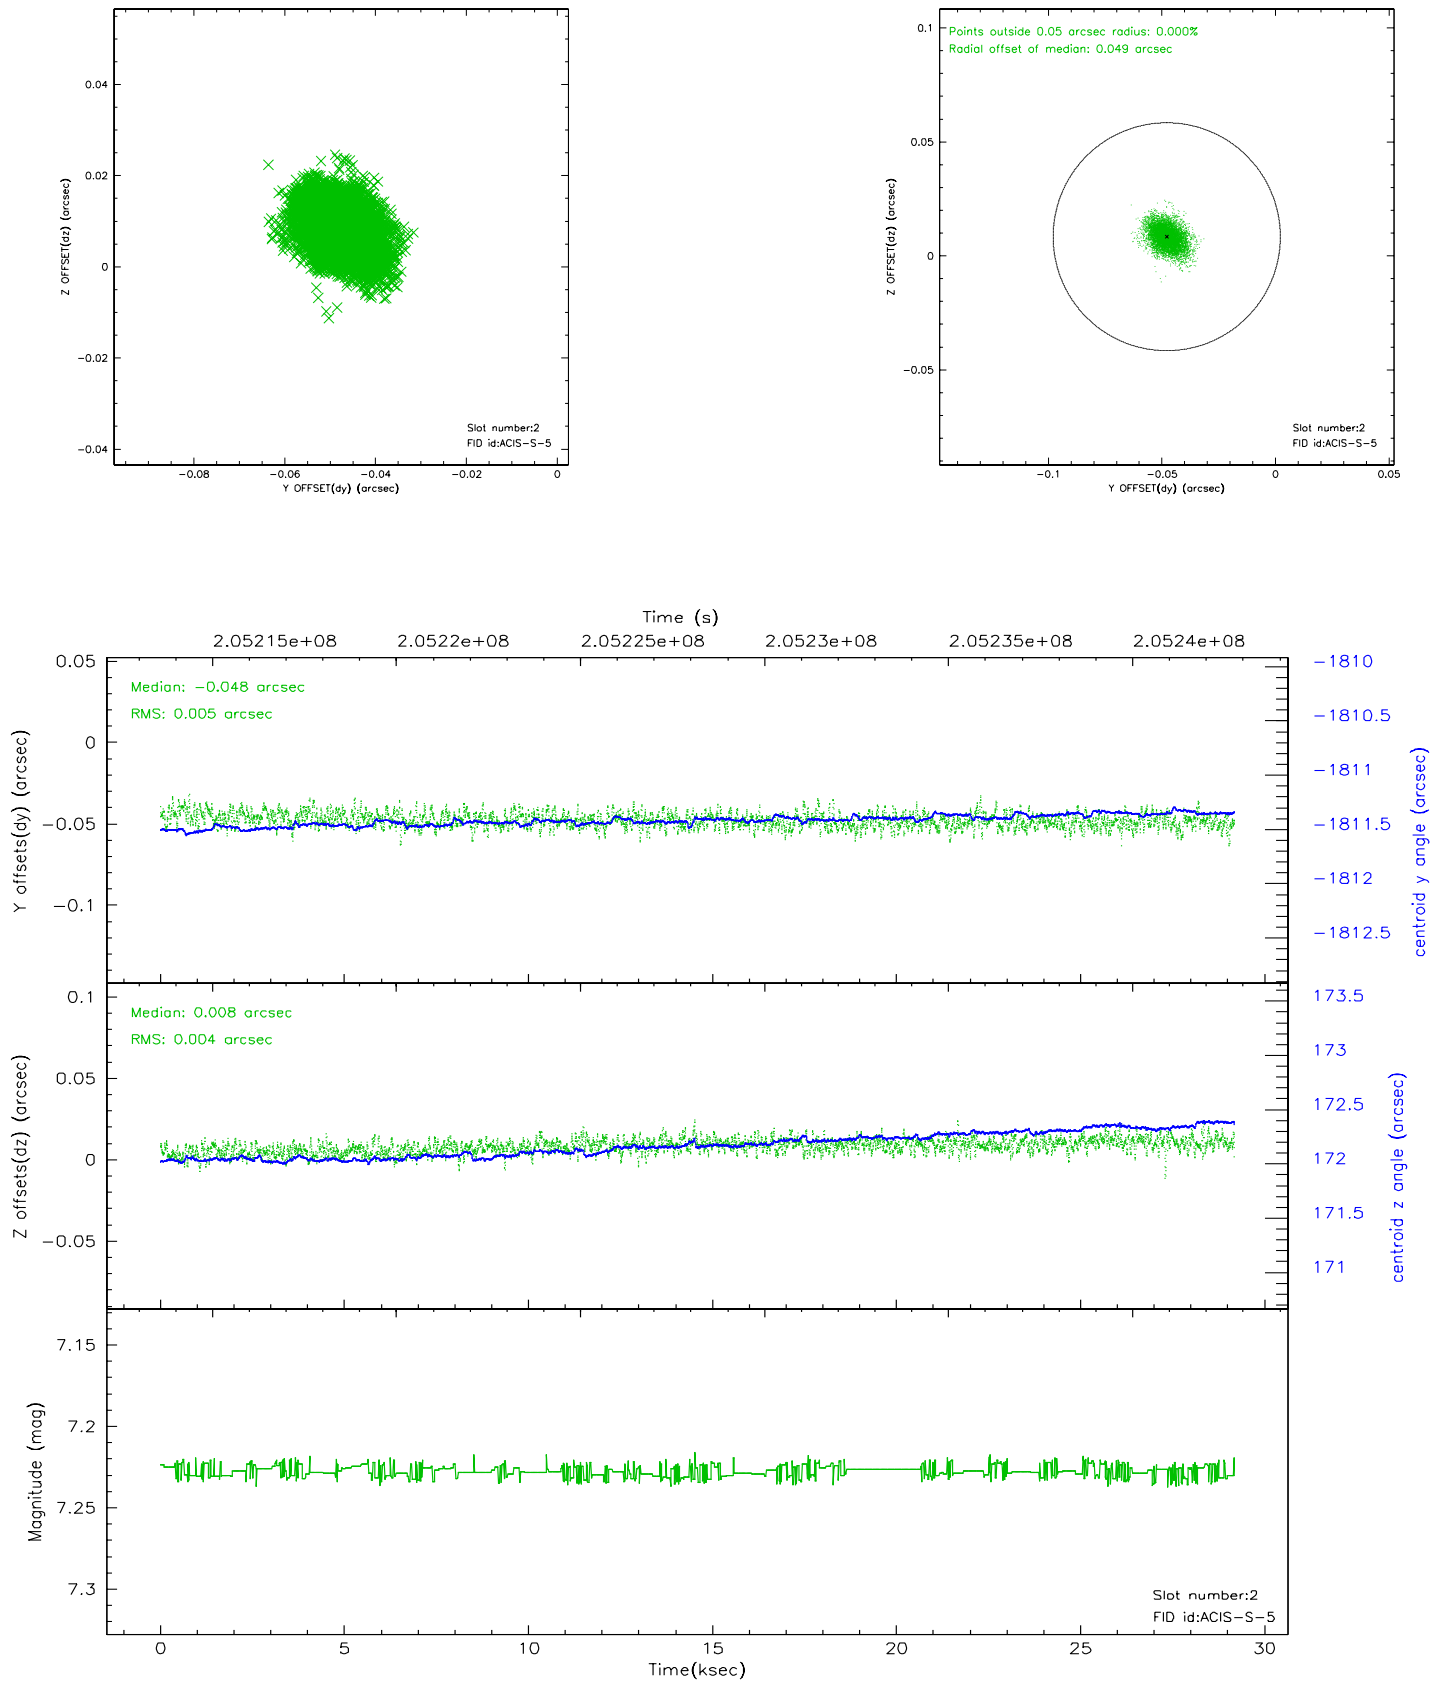 0.04
0.02
0
−0.02
−0.04
Z OFFSET(dz) (arcsec)
Slot number:2
FID id:ACIS−S−5
−0.08 −0.06 −0.04 −0.02 0
Y OFFSET(dy) (arcsec)
Points outside 0.05 arcsec radius: 0.000%
Radial offset of median: 0.049 arcsec
0.1
0.05
0
−0.05
Z OFFSET(dz) (arcsec)
Slot number:2
FID id:ACIS−S−5
−0.1 −0.05 0 0.05
Y OFFSET(dy) (arcsec)
Time (s)
2.05215e+08 2.0522e+08 2.05225e+08 2.0523e+08 2.05235e+08 2.0524e+08
Median: −0.048 arcsec
RMS: 0.005 arcsec
0.05
0
−0.05
−0.1
Y offsets(dy) (arcsec)
−1810
−1810.5
−1811
−1811.5
−1812
−1812.5
centroid y angle (arcsec)
Median: 0.008 arcsec
RMS: 0.004 arcsec
0.1
0.05
0
−0.05
Z offsets(dz) (arcsec)
173.5
173
172.5
172
171.5
171
centroid z angle (arcsec)
7.15
7.2
7.25
7.3
Magnitude (mag)
Slot number:2
FID id:ACIS−S−5
0 5 10 15 20 25 30
Time(ksec)